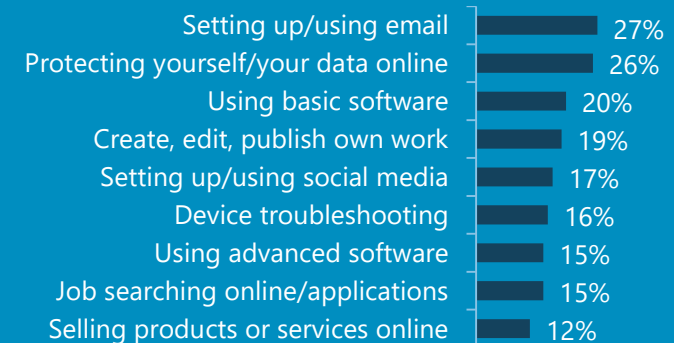 Setting up/using email 27%
Protecting yourself/your data online 26%
Using basic software 20%
Create, edit, publish own work 19%
Setting up/using social media 17%
Device troubleshooting 16%
Using advanced software 15%
Job searching online/applications 15%
Selling products or services online 12%